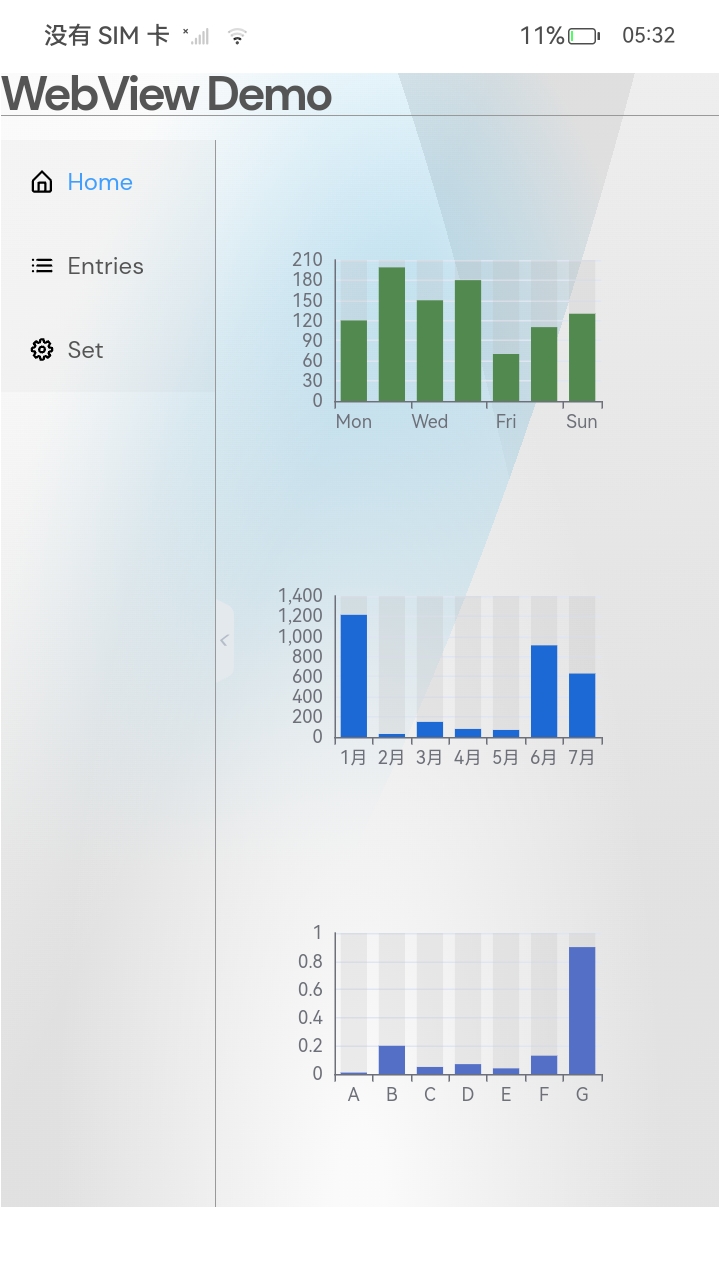 没有 SIM 卡 11% 05:32
WebView Demo
Home
Entries
Set
210
180
150
120
90
60
30
0
Mon Wed Fri Sun
1,400
1,200
1,000
800
600
400
200
0
1月 2月 3月 4月 5月 6月 7月
1
0.8
0.6
0.4
0.2
0
A B C D E F G